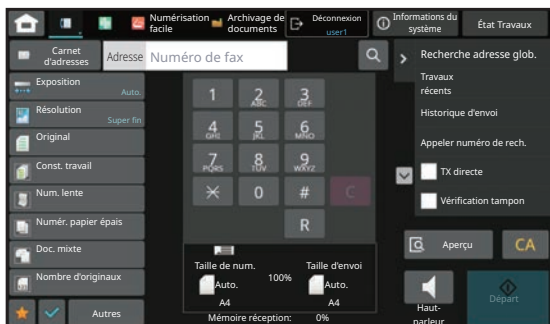 Numérisation facile
Archivage de documents
Déconnexion
user1
Informations du système
État Travaux
Carnet d'adresses
Adresse
Numéro de fax
Exposition
Auto.
Résolution
Super fin
Original
Const. travail
Num. lente
Numér. papier épais
Doc. mixte
Nombre d'originaux
Autres
1
2 ABC
3 DEF
4 GHI
5 JKL
6 MNO
7 PQRS
8 TUV
9 WXYZ
0
#
C
R
Taille de num.
100%
Taille d'envoi
Auto.
Auto.
A4
A4
Mémoire réception: 0%
Recherche adresse glob.
Travaux récents
Historique d'envoi
Appeler numéro de rech.
TX directe
Vérification tampon
Aperçu
CA
Haut-parleur
Départ